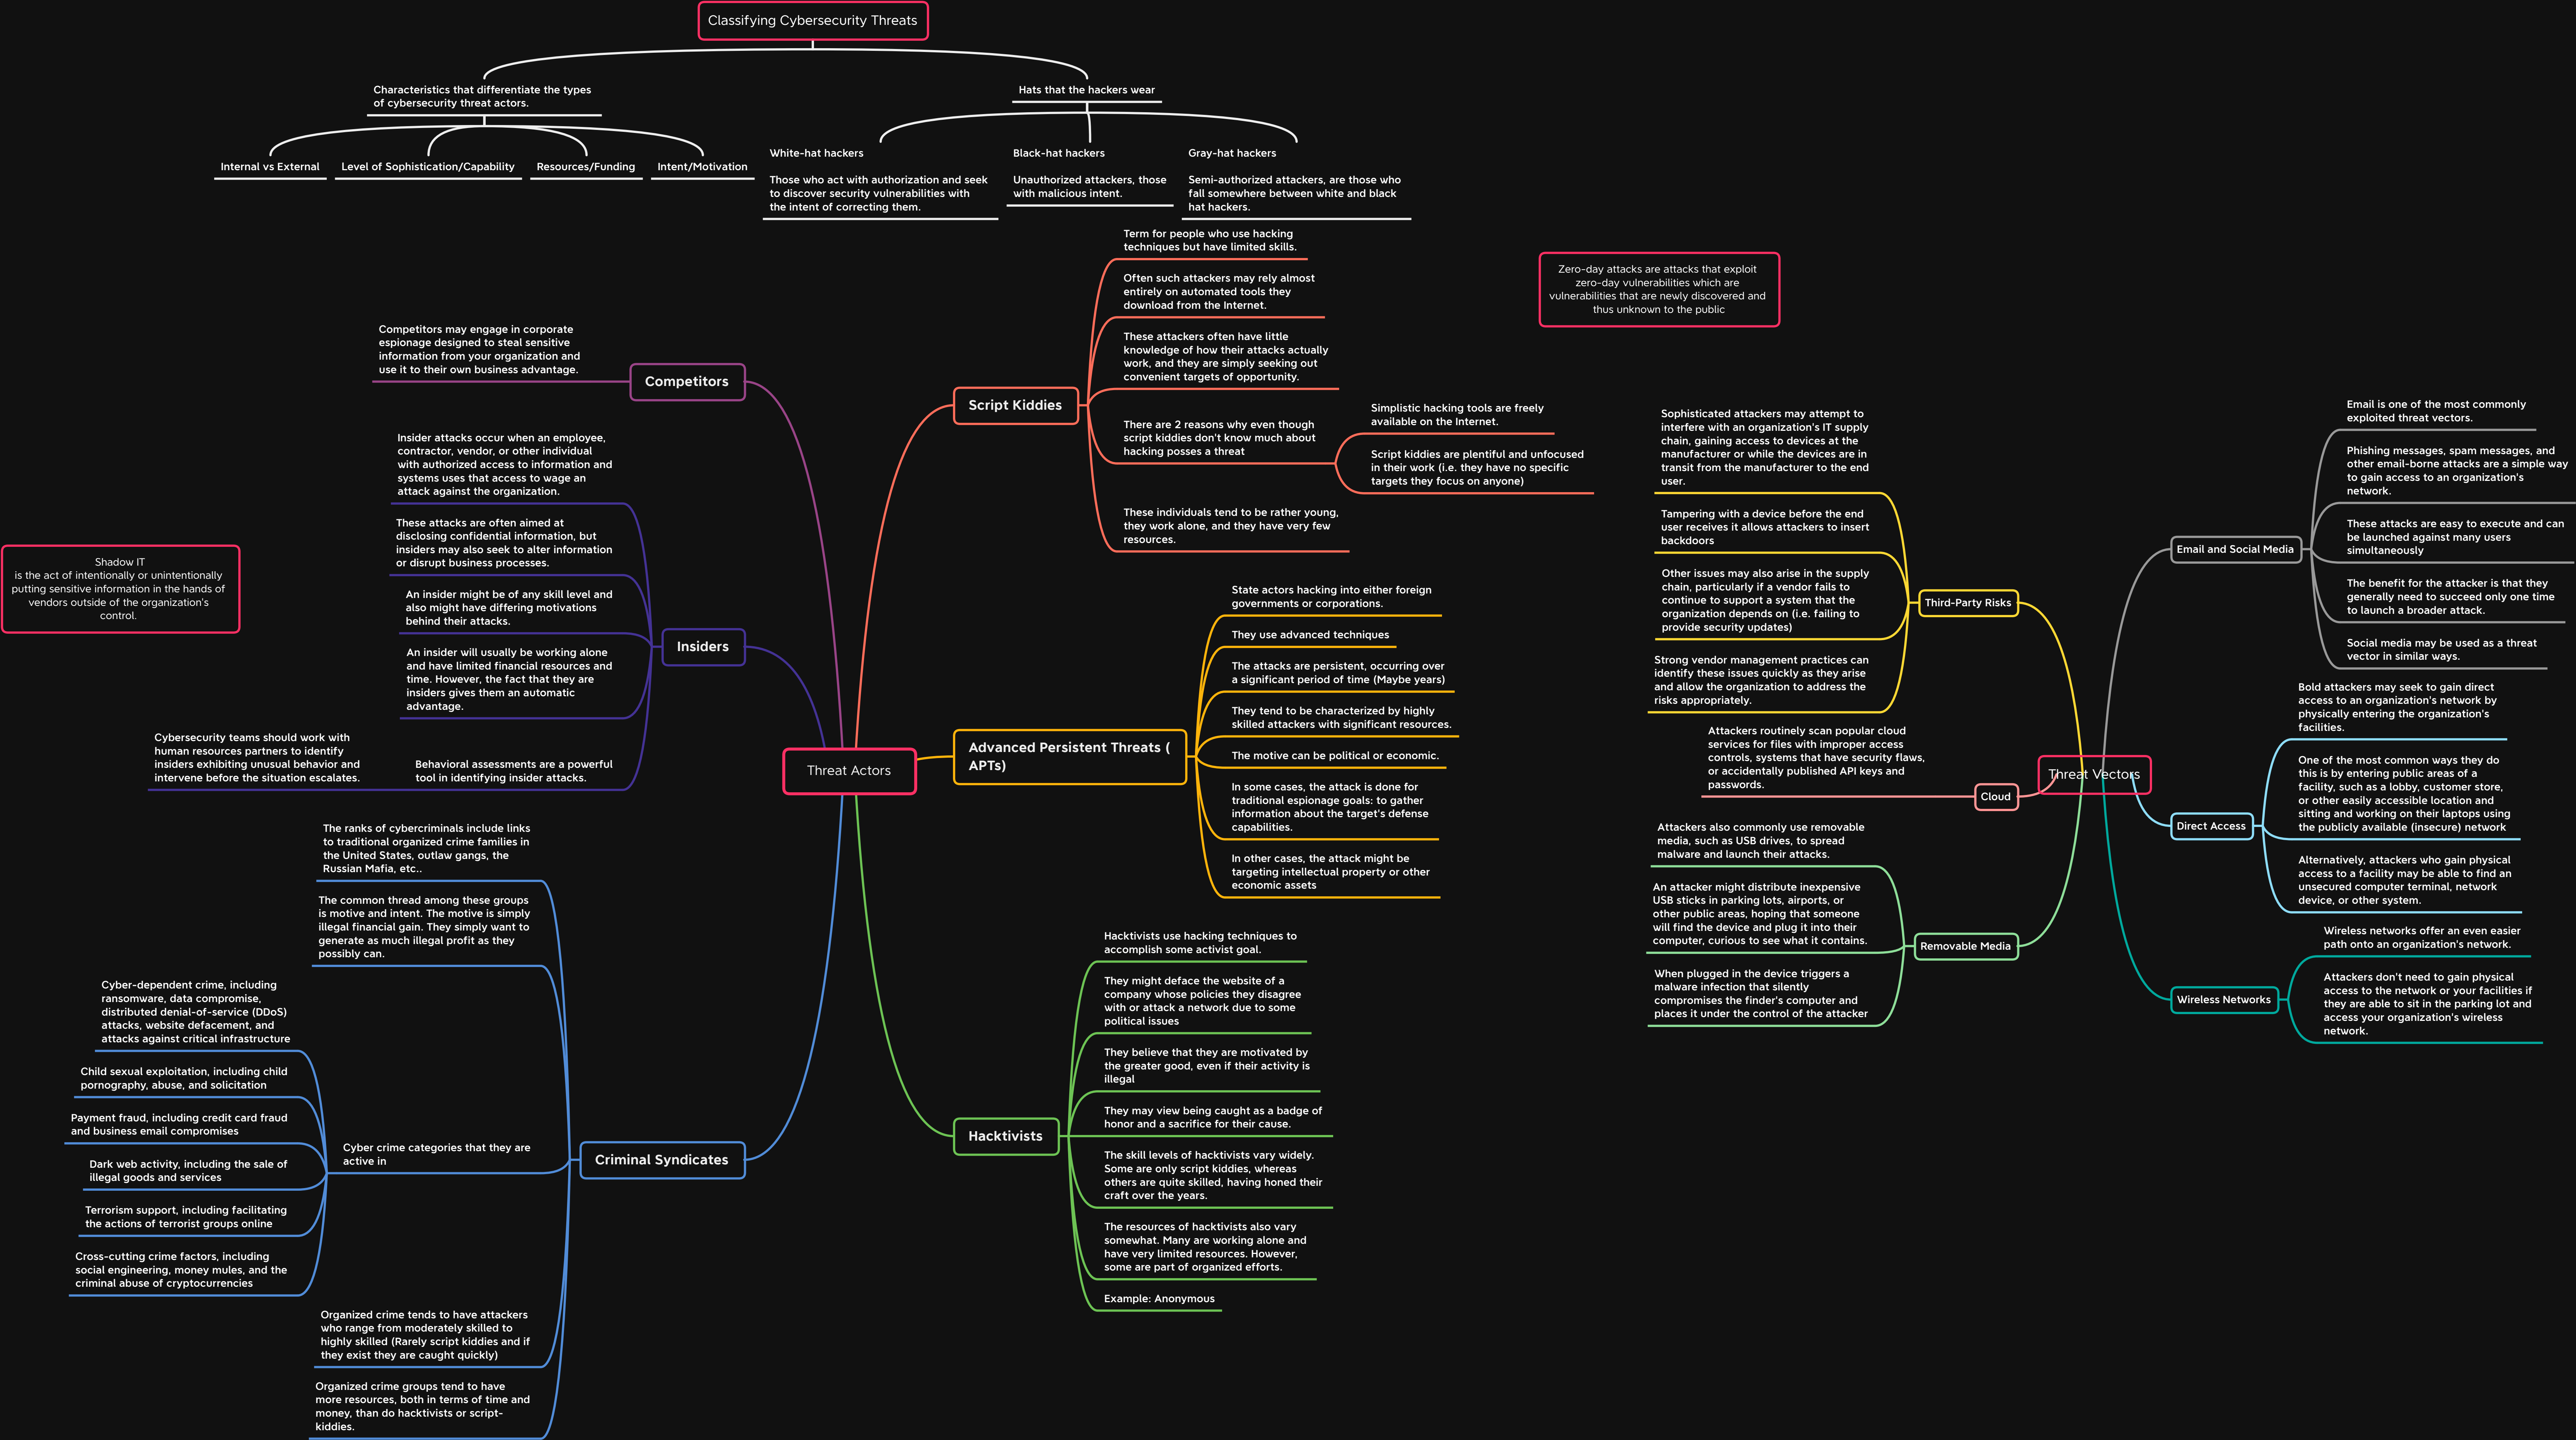 Classifying Cybersecurity Threats
Characteristics that differentiate the types
of cybersecurity threat actors.
Internal vs External
Level of Sophistication/Capability
Resources/Funding
Intent/Motivation
Hats that the hackers wear
White-hat hackers
Those who act with authorization and seek
to discover security vulnerabilities with
the intent of correcting them.
Black-hat hackers
Unauthorized attackers, those
with malicious intent.
Gray-hat hackers
Semi-authorized attackers, are those who
fall somewhere between white and black
hat hackers.
Zero-day attacks are attacks that exploit
zero-day vulnerabilities which are
vulnerabilities that are newly discovered and
thus unknown to the public
Shadow IT
is the act of intentionally or unintentionally
putting sensitive information in the hands of
vendors outside of the organization's
control.
Threat Actors
Competitors
Competitors may engage in corporate
espionage designed to steal sensitive
information from your organization and
use it to their own business advantage.
Insiders
Insider attacks occur when an employee,
contractor, vendor, or other individual
with authorized access to information and
systems uses that access to wage an
attack against the organization.
These attacks are often aimed at
disclosing confidential information, but
insiders may also seek to alter information
or disrupt business processes.
An insider might be of any skill level and
also might have differing motivations
behind their attacks.
An insider will usually be working alone
and have limited financial resources and
time. However, the fact that they are
insiders gives them an automatic
advantage.
Behavioral assessments are a powerful
tool in identifying insider attacks.
Cybersecurity teams should work with
human resources partners to identify
insiders exhibiting unusual behavior and
intervene before the situation escalates.
Criminal Syndicates
The ranks of cybercriminals include links
to traditional organized crime families in
the United States, outlaw gangs, the
Russian Mafia, etc..
The common thread among these groups
is motive and intent. The motive is simply
illegal financial gain. They simply want to
generate as much illegal profit as they
possibly can.
Cyber crime categories that they are
active in
Cyber-dependent crime, including
ransomware, data compromise,
distributed denial-of-service (DDoS)
attacks, website defacement, and
attacks against critical infrastructure
Child sexual exploitation, including child
pornography, abuse, and solicitation
Payment fraud, including credit card fraud
and business email compromises
Dark web activity, including the sale of
illegal goods and services
Terrorism support, including facilitating
the actions of terrorist groups online
Cross-cutting crime factors, including
social engineering, money mules, and the
criminal abuse of cryptocurrencies
Organized crime tends to have attackers
who range from moderately skilled to
highly skilled (Rarely script kiddies and if
they exist they are caught quickly)
Organized crime groups tend to have
more resources, both in terms of time and
money, than do hacktivists or script-
kiddies.
Script Kiddies
Term for people who use hacking
techniques but have limited skills.
Often such attackers may rely almost
entirely on automated tools they
download from the Internet.
These attackers often have little
knowledge of how their attacks actually
work, and they are simply seeking out
convenient targets of opportunity.
There are 2 reasons why even though
script kiddies don't know much about
hacking posses a threat
Simplistic hacking tools are freely
available on the Internet.
Script kiddies are plentiful and unfocused
in their work (i.e. they have no specific
targets they focus on anyone)
These individuals tend to be rather young,
they work alone, and they have very few
resources.
Advanced Persistent Threats (
APTs)
State actors hacking into either foreign
governments or corporations.
They use advanced techniques
The attacks are persistent, occurring over
a significant period of time (Maybe years)
They tend to be characterized by highly
skilled attackers with significant resources.
The motive can be political or economic.
In some cases, the attack is done for
traditional espionage goals: to gather
information about the target's defense
capabilities.
In other cases, the attack might be
targeting intellectual property or other
economic assets
Hacktivists
Hacktivists use hacking techniques to
accomplish some activist goal.
They might deface the website of a
company whose policies they disagree
with or attack a network due to some
political issues
They believe that they are motivated by
the greater good, even if their activity is
illegal
They may view being caught as a badge of
honor and a sacrifice for their cause.
The skill levels of hacktivists vary widely.
Some are only script kiddies, whereas
others are quite skilled, having honed their
craft over the years.
The resources of hacktivists also vary
somewhat. Many are working alone and
have very limited resources. However,
some are part of organized efforts.
Example: Anonymous
Threat Vectors
Third-Party Risks
Sophisticated attackers may attempt to
interfere with an organization's IT supply
chain, gaining access to devices at the
manufacturer or while the devices are in
transit from the manufacturer to the end
user.
Tampering with a device before the end
user receives it allows attackers to insert
backdoors
Other issues may also arise in the supply
chain, particularly if a vendor fails to
continue to support a system that the
organization depends on (i.e. failing to
provide security updates)
Strong vendor management practices can
identify these issues quickly as they arise
and allow the organization to address the
risks appropriately.
Cloud
Attackers routinely scan popular cloud
services for files with improper access
controls, systems that have security flaws,
or accidentally published API keys and
passwords.
Removable Media
Attackers also commonly use removable
media, such as USB drives, to spread
malware and launch their attacks.
An attacker might distribute inexpensive
USB sticks in parking lots, airports, or
other public areas, hoping that someone
will find the device and plug it into their
computer, curious to see what it contains.
When plugged in the device triggers a
malware infection that silently
compromises the finder's computer and
places it under the control of the attacker
Email and Social Media
Email is one of the most commonly
exploited threat vectors.
Phishing messages, spam messages, and
other email-borne attacks are a simple way
to gain access to an organization's
network.
These attacks are easy to execute and can
be launched against many users
simultaneously
The benefit for the attacker is that they
generally need to succeed only one time
to launch a broader attack.
Social media may be used as a threat
vector in similar ways.
Direct Access
Bold attackers may seek to gain direct
access to an organization's network by
physically entering the organization's
facilities.
One of the most common ways they do
this is by entering public areas of a
facility, such as a lobby, customer store,
or other easily accessible location and
sitting and working on their laptops using
the publicly available (insecure) network
Alternatively, attackers who gain physical
access to a facility may be able to find an
unsecured computer terminal, network
device, or other system.
Wireless Networks
Wireless networks offer an even easier
path onto an organization's network.
Attackers don't need to gain physical
access to the network or your facilities if
they are able to sit in the parking lot and
access your organization's wireless
network.